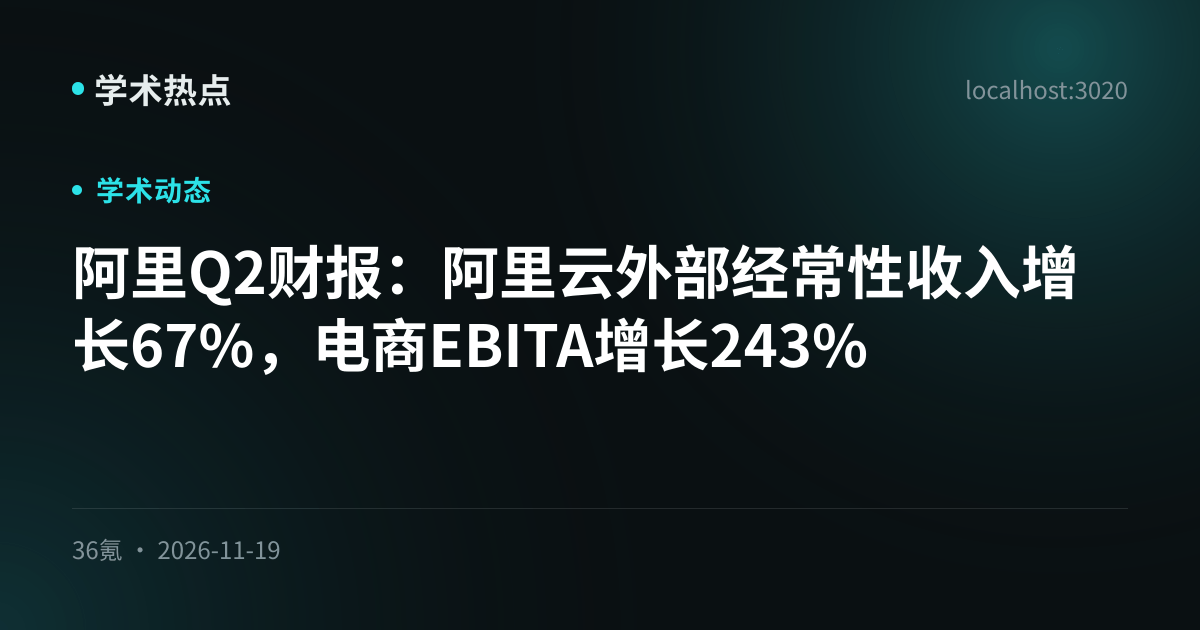 学术热点
localhost:3020
学术动态
阿里Q2财报：阿里云外部经常性收入增
长67%，电商EBITA增长243%
36氪 · 2026-11-19